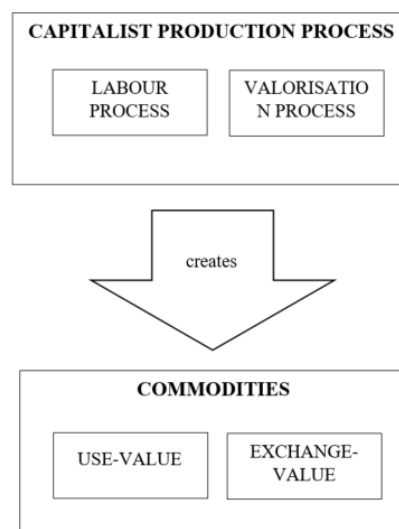 CAPITALIST PRODUCTION PROCESS
LABOUR
PROCESS
VALORISATIO
N PROCESS
creates
COMMODITIES
USE-VALUE
EXCHANGE-
VALUE